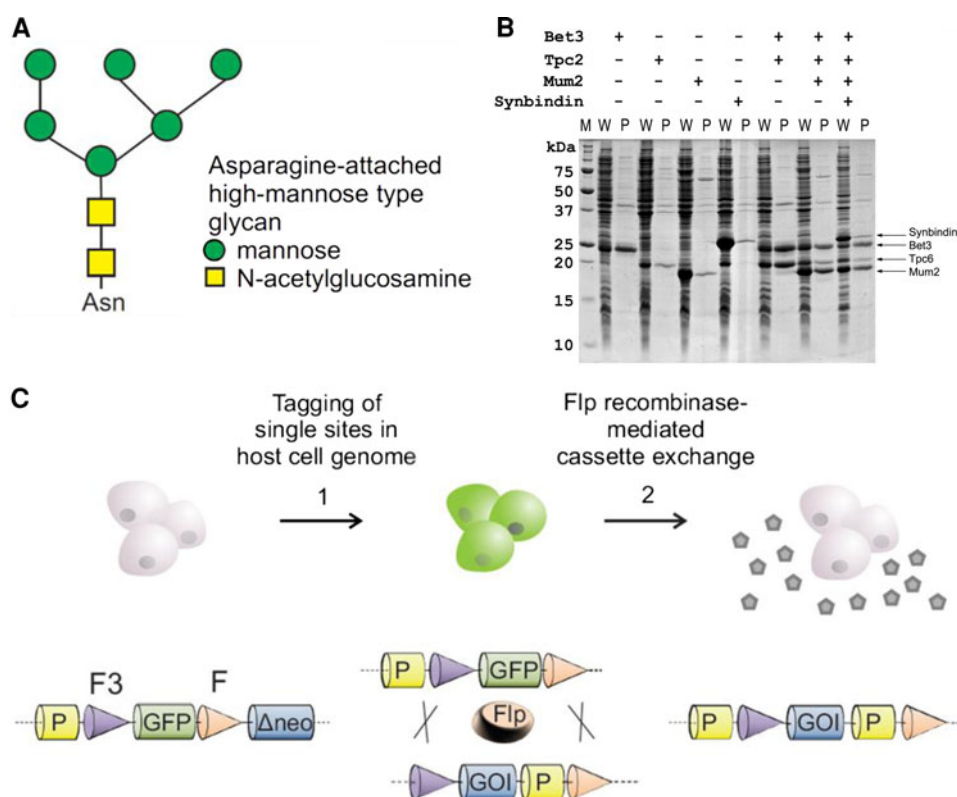 A
Asparagine-attached
high-mannose type
glycan
mannose
N-acetylglucosamine
Asn
B
Bet3 + - - - + + +
Tpc2 - + - - + + +
Mum2 - - + - - + +
Synbindin - - - + - - +
M W P W P W P W P W P W P W P
kDa
75
50
37
25
20
15
10
Synbindin
Bet3
Tpc6
Mum2
C
Tagging of
single sites in
host cell genome
1
Flp recombinase-
mediated
cassette exchange
2
F3 F
P GFP Δneo
P GFP
Flp
GOI P
P GOI P